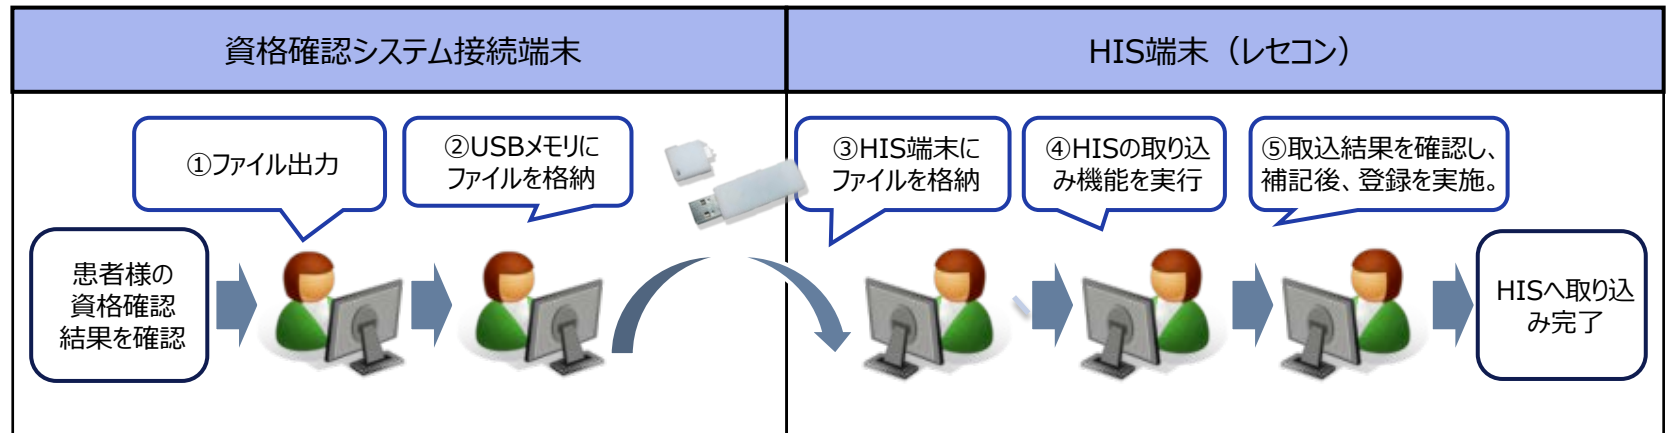 資格確認システム接続端末
HIS端末（レセコン）
①ファイル出力
②USBメモリに
ファイルを格納
③HIS端末に
ファイルを格納
④HISの取り込
み機能を実行
⑤取込結果を確認し、
補記後、登録を実施。
患者様の
資格確認
結果を確認
HISへ取り込
み完了